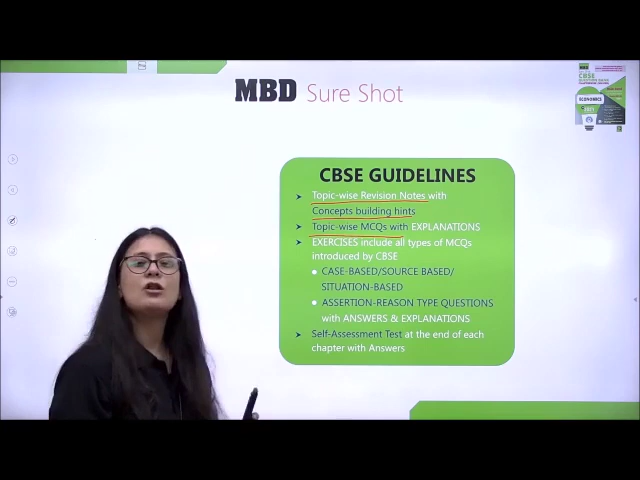 MBD Sure Shot
CBSE
ECONOMICS
CBSE GUIDELINES
➤ Topic-wise Revision Notes with
Concepts building hints
➤ Topic-wise MCQs with EXPLANATIONS
➤ EXERCISES include all types of MCQs
introduced by CBSE
● CASE-BASED/SOURCE BASED/
SITUATION-BASED
● ASSERTION-REASON TYPE QUESTIONS
with ANSWERS & EXPLANATIONS
➤ Self-Assessment Test at the end of each
chapter with Answers